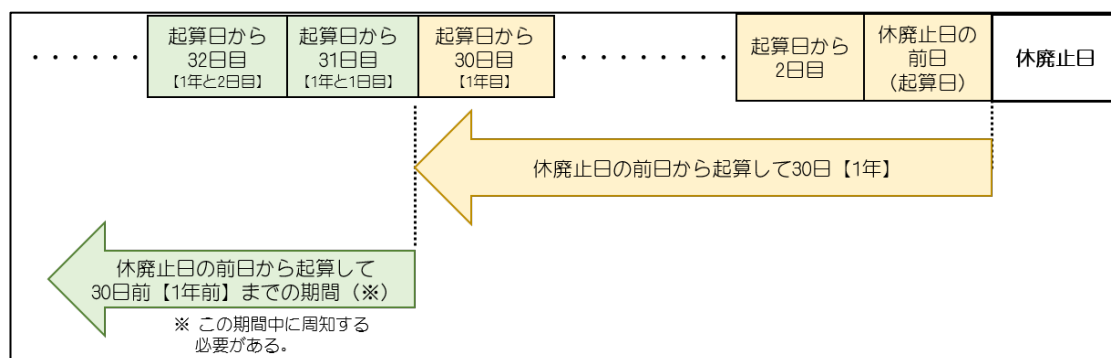 ・・・・・・
起算日から
32日目
【1年と2日目】
起算日から
31日目
【1年と1日目】
起算日から
30日目
【1年目】
・・・・・・・・・
起算日から
2日目
休廃止日の
前日
(起算日)
休廃止日
休廃止日の前日から起算して30日【1年】
休廃止日の前日から起算して
30日前【1年前】までの期間(※)
※ この期間中に周知する
必要がある。